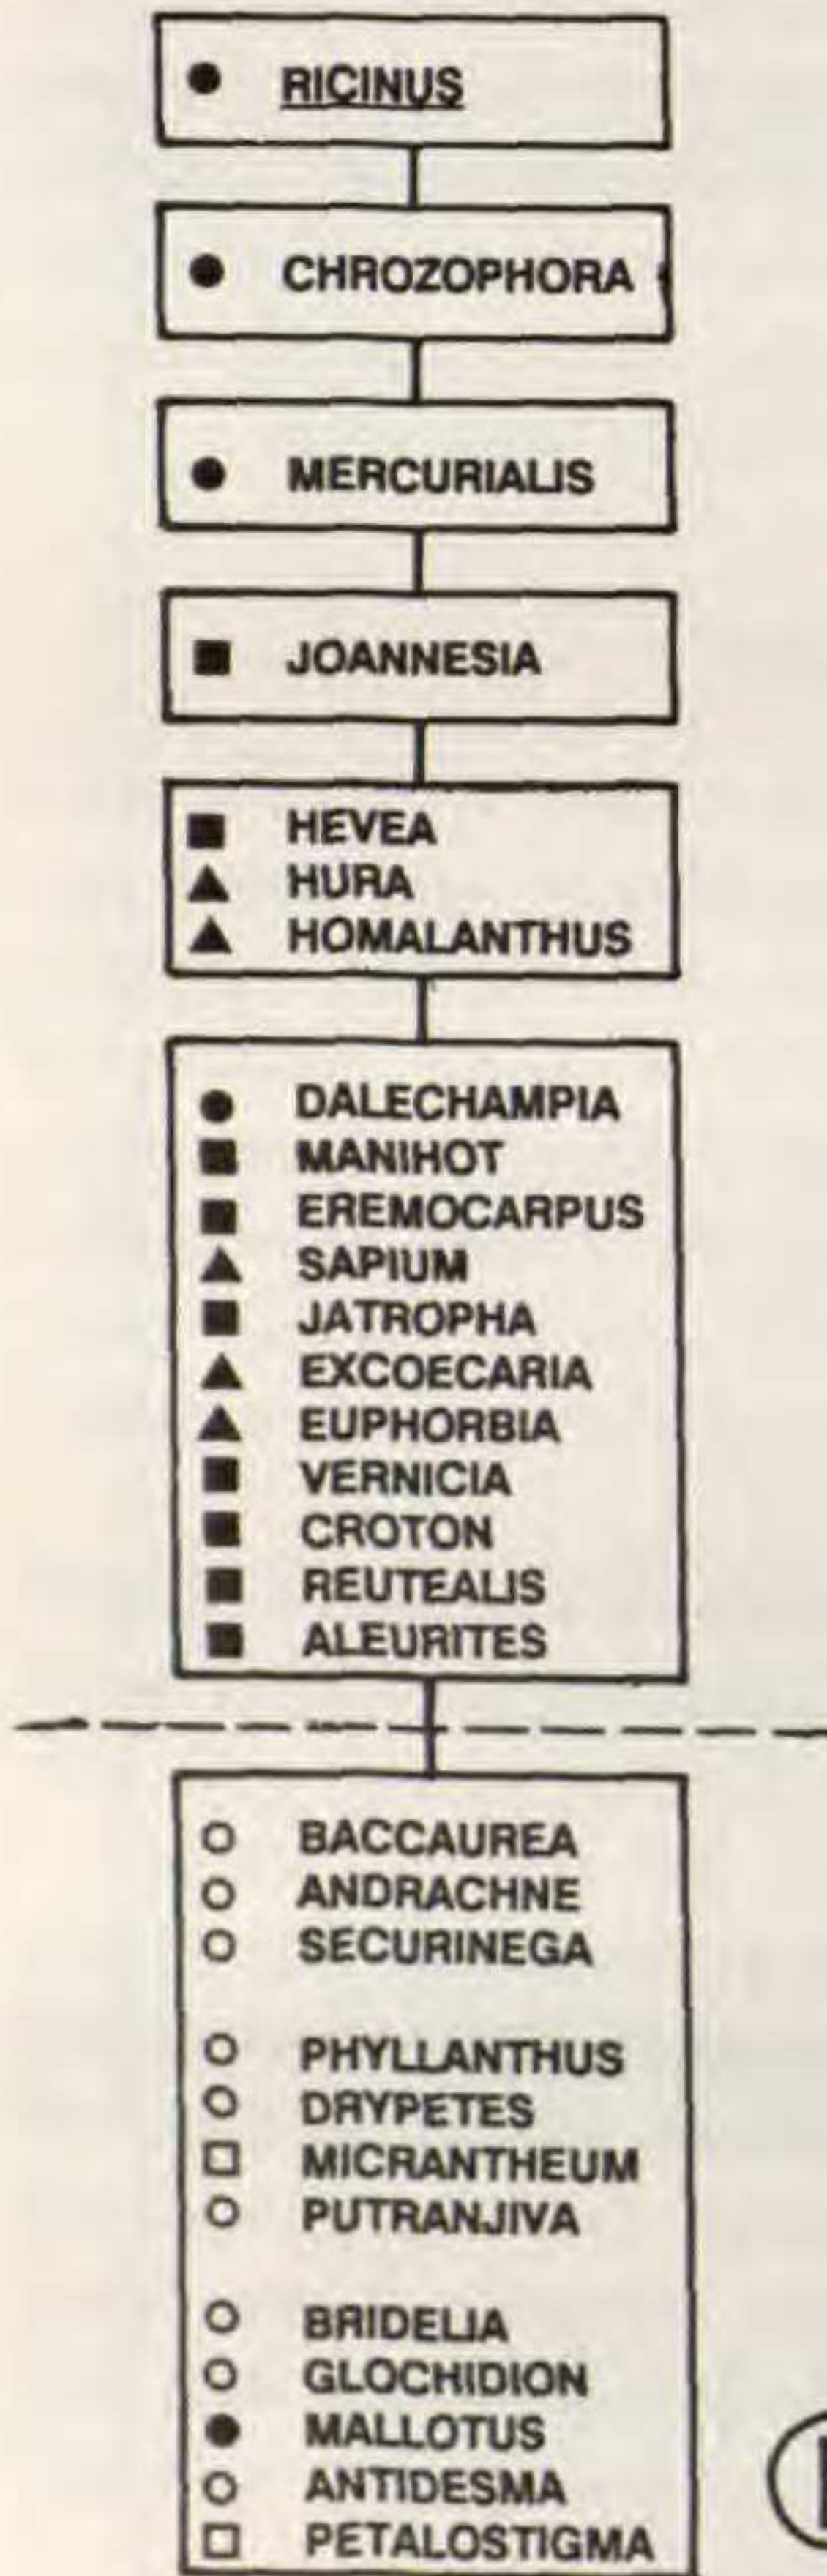 RICINUS
CHROZOPHORA
MERCURIALIS
JOANNESIA
HEVEA
HURA
HOMALANTHUS
DALECHAMPIA
MANIHOT
EREMOCARPUS
SAPIUM
JATROPHA
EXCOECARIA
EUPHORBIA
VERNICIA
CROTON
REUTEALIS
ALEURITES
BACCAUREA
ANDRACHNE
SECURINEGA
PHYLLANTHUS
DRYPETES
MICRANTHEUM
PUTRANJIVA
BRIDELIA
GLOCHIDION
MALLOTUS
ANTIDESMA
PETALOSTIGMA